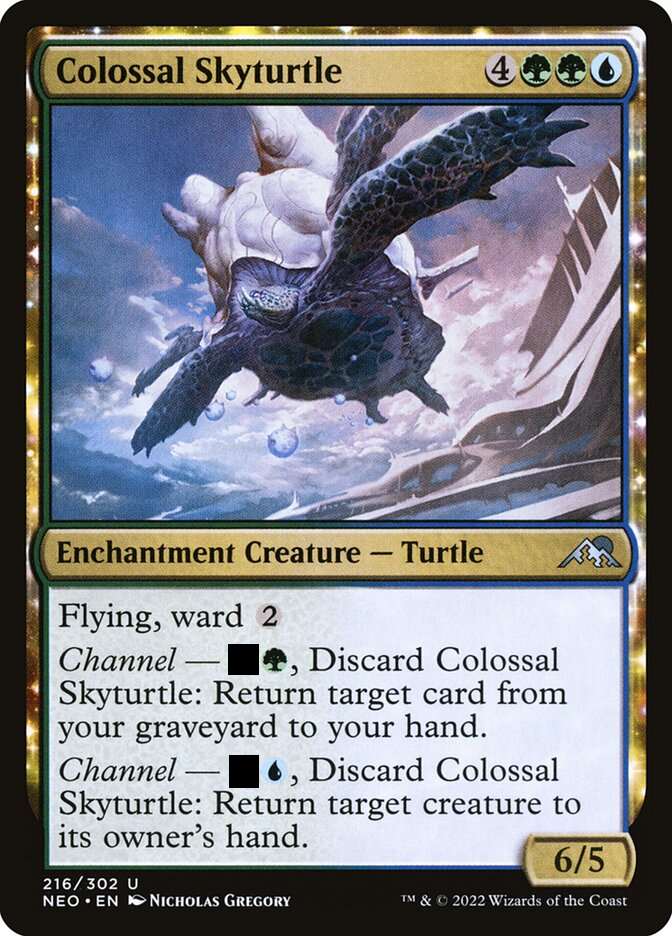 Colossal Skyturtle 4
Enchantment Creature — Turtle
Flying, ward 2
Channel — , Discard Colossal
Skyturtle: Return target card from
your graveyard to your hand.
Channel — , Discard Colossal
Skyturtle: Return target creature to
its owner's hand.
6/5
216/302 U
NEO • EN Nicholas Gregory
™ & © 2022 Wizards of the Coast